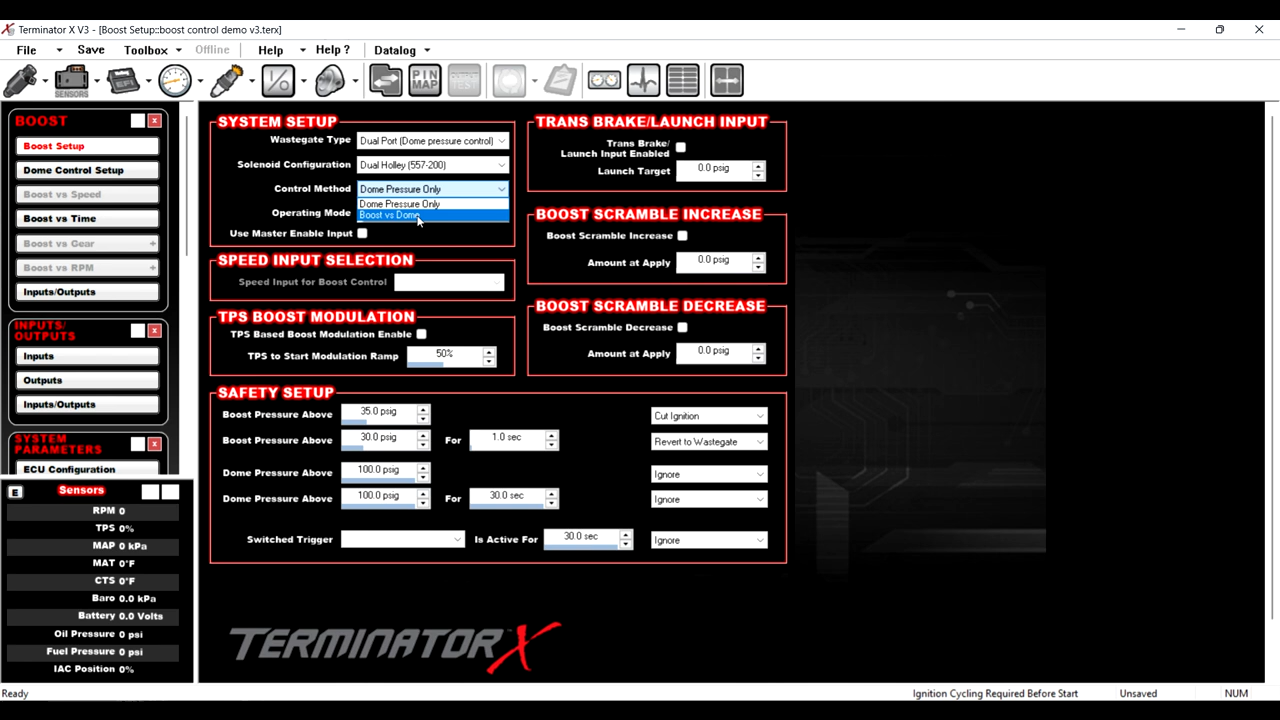 Terminator X V3 - [Boost Setup::boost control demo v3.terx]
File Save Toolbox Offline Help Help ? Datalog
SENSORS
PIN
MAP
BOOST
Boost Setup
Dome Control Setup
Boost vs Speed
Boost vs Time
Boost vs Gear +
Boost vs RPM +
Inputs/Outputs
INPUTS/
OUTPUTS
Inputs
Outputs
Inputs/Outputs
SYSTEM
PARAMETERS
ECU Configuration
E Sensors
RPM 0
TPS 0%
MAP 0 kPa
MAT 0°F
CTS 0°F
Baro 0.0 kPa
Battery 0.0 Volts
Oil Pressure 0 psi
Fuel Pressure 0 psi
IAC Position 0%
SYSTEM SETUP
Wastegate Type Dual Port (Dome pressure control)
Solenoid Configuration Dual Holley (557-200)
Control Method Dome Pressure Only
Dome Pressure Only
Boost vs Dome
Operating Mode
Use Master Enable Input
SPEED INPUT SELECTION
Speed Input for Boost Control
TPS BOOST MODULATION
TPS Based Boost Modulation Enable
TPS to Start Modulation Ramp 50%
TRANS BRAKE/LAUNCH INPUT
Trans Brake/
Launch Input Enabled
Launch Target 0.0 psig
BOOST SCRAMBLE INCREASE
Boost Scramble Increase
Amount at Apply 0.0 psig
BOOST SCRAMBLE DECREASE
Boost Scramble Decrease
Amount at Apply 0.0 psig
SAFETY SETUP
Boost Pressure Above 35.0 psig Cut Ignition
Boost Pressure Above 30.0 psig For 1.0 sec Revert to Wastegate
Dome Pressure Above 100.0 psig Ignore
Dome Pressure Above 100.0 psig For 30.0 sec Ignore
Switched Trigger Is Active For 30.0 sec Ignore
TERMINATOR X
Ready Ignition Cycling Required Before Start Unsaved NUM